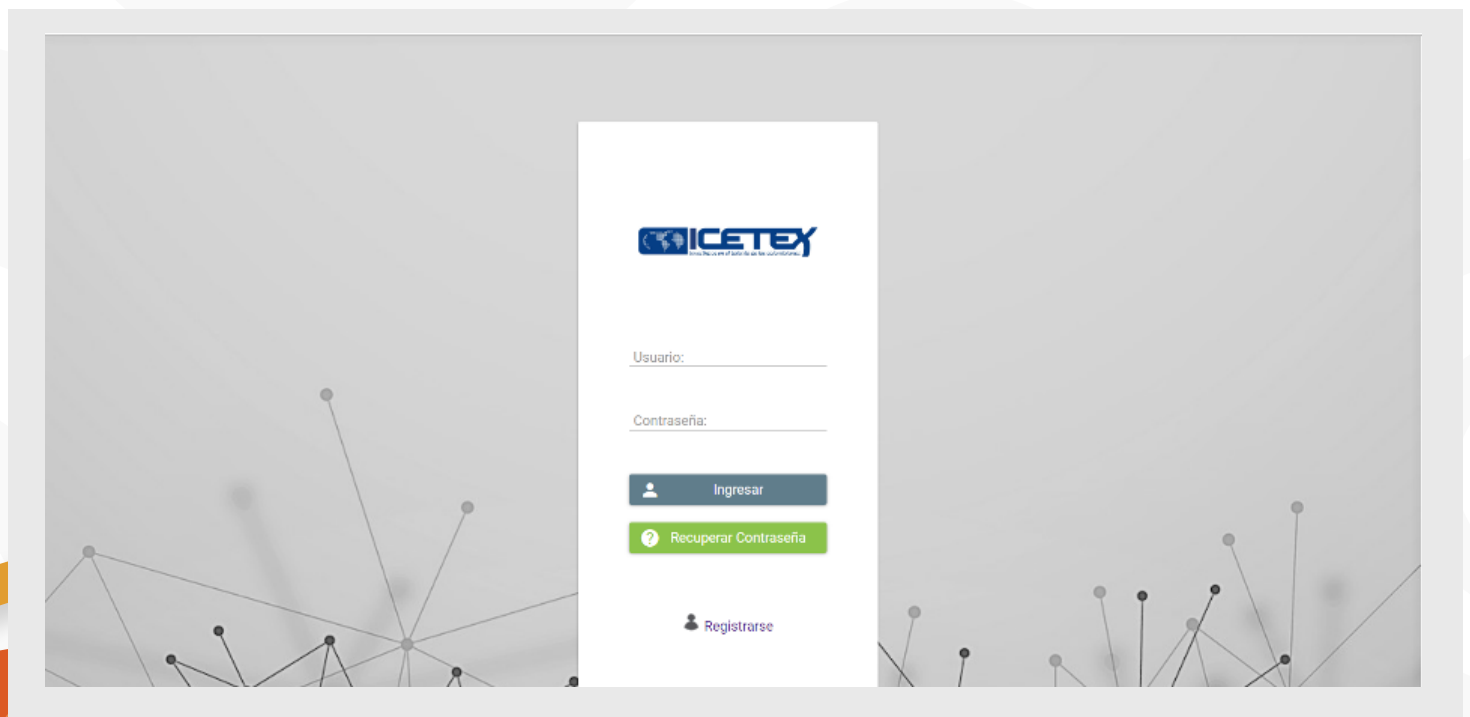 ICETEX
Usuario:
Contraseña:
Ingresar
Recuperar Contraseña
Registrarse